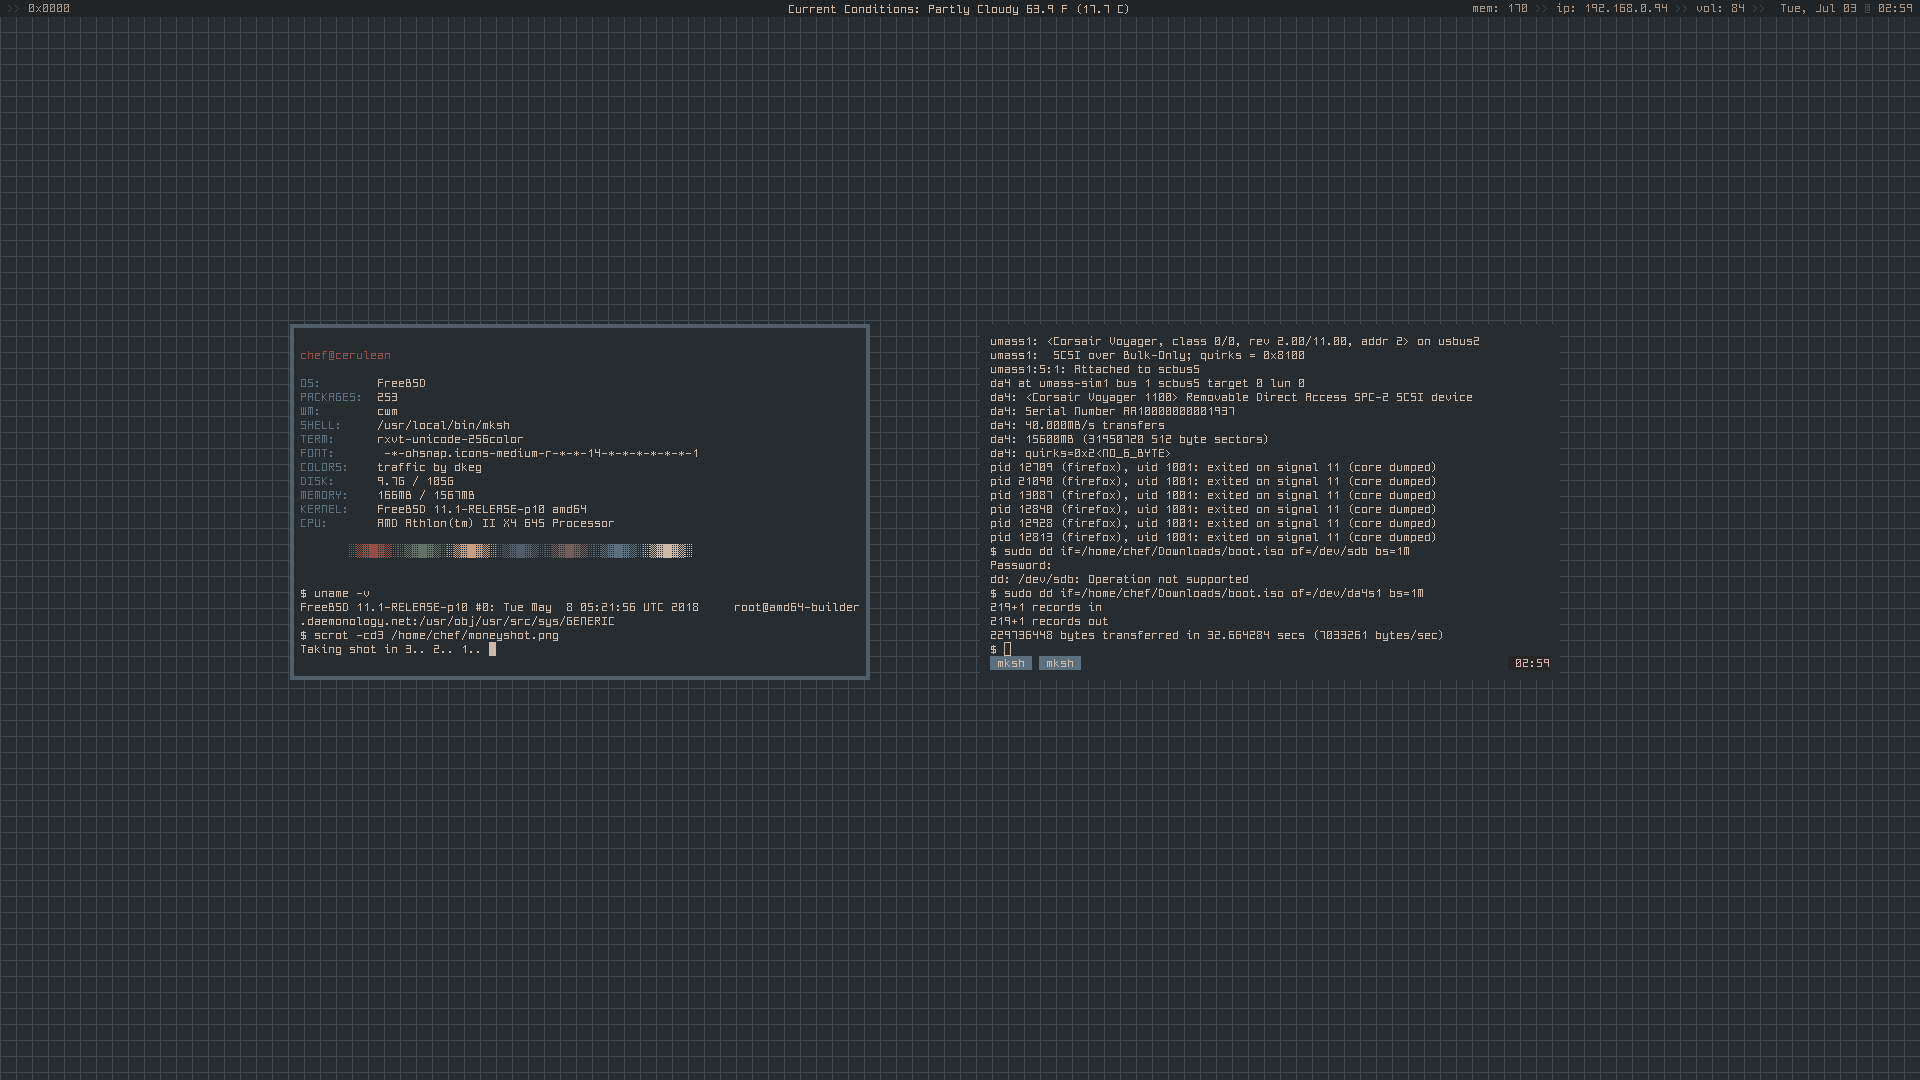 >> 0x0000
Current Conditions: Partly Cloudy 63.9 F (17.7 C)
mem: 170 >> ip: 192.168.0.94 >> vol: 84 >> Tue, Jul 03 @ 02:59
chef@cerulean
OS: FreeBSD
PACKAGES: 253
WM: cwm
SHELL: /usr/local/bin/mksh
TERM: rxvt-unicode-256color
FONT: -*-ohsnap.icons-medium-r-*-*-14-*-*-*-*-*-*-1
COLORS: traffic by dkeg
DISK: 9.7G / 105G
MEMORY: 166MB / 1567MB
KERNEL: FreeBSD 11.1-RELEASE-p10 amd64
CPU: AMD Athlon(tm) II X4 645 Processor
$ uname -v
FreeBSD 11.1-RELEASE-p10 #0: Tue May  8 05:21:56 UTC 2018     root@amd64-builder
.daemonology.net:/usr/obj/usr/src/sys/GENERIC
$ scrot -cd3 /home/chef/moneyshot.png
Taking shot in 3.. 2.. 1..
umass1: <Corsair Voyager, class 0/0, rev 2.00/11.00, addr 2> on usbus2
umass1:  SCSI over Bulk-Only; quirks = 0x8100
umass1:5:1: Attached to scbus5
da4 at umass-sim1 bus 1 scbus5 target 0 lun 0
da4: <Corsair Voyager 1100> Removable Direct Access SPC-2 SCSI device
da4: Serial Number AA10000000001937
da4: 40.000MB/s transfers
da4: 15600MB (31950720 512 byte sectors)
da4: quirks=0x2<NO_6_BYTE>
pid 12709 (firefox), uid 1001: exited on signal 11 (core dumped)
pid 21090 (firefox), uid 1001: exited on signal 11 (core dumped)
pid 13087 (firefox), uid 1001: exited on signal 11 (core dumped)
pid 12840 (firefox), uid 1001: exited on signal 11 (core dumped)
pid 12928 (firefox), uid 1001: exited on signal 11 (core dumped)
pid 12813 (firefox), uid 1001: exited on signal 11 (core dumped)
$ sudo dd if=/home/chef/Downloads/boot.iso of=/dev/sdb bs=1M
Password:
dd: /dev/sdb: Operation not supported
$ sudo dd if=/home/chef/Downloads/boot.iso of=/dev/da4s1 bs=1M
219+1 records in
219+1 records out
229736448 bytes transferred in 32.664284 secs (7033261 bytes/sec)
$
mksh mksh 02:59